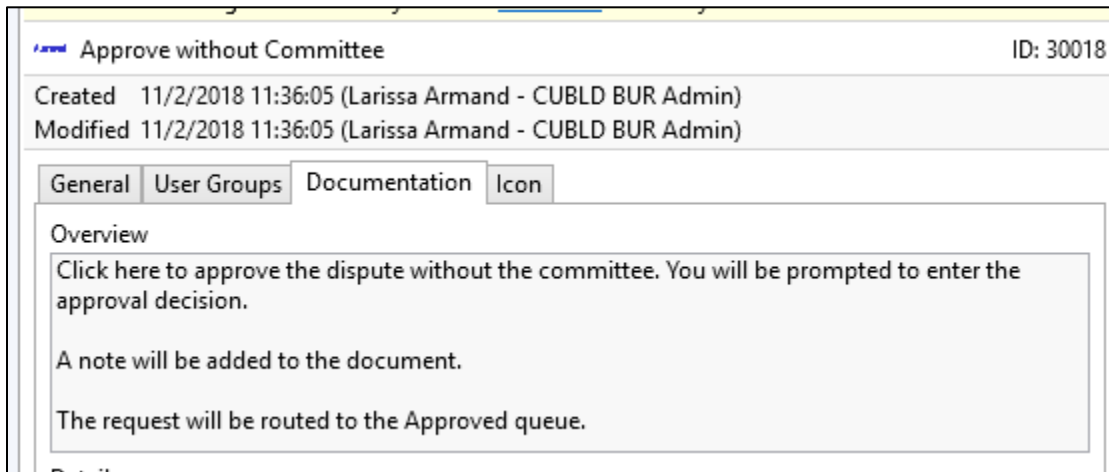 Approve without Committee
ID: 30018
Created 11/2/2018 11:36:05 (Larissa Armand - CUBLD BUR Admin)
Modified 11/2/2018 11:36:05 (Larissa Armand - CUBLD BUR Admin)
General User Groups Documentation Icon
Overview
Click here to approve the dispute without the committee. You will be prompted to enter the
approval decision.
A note will be added to the document.
The request will be routed to the Approved queue.